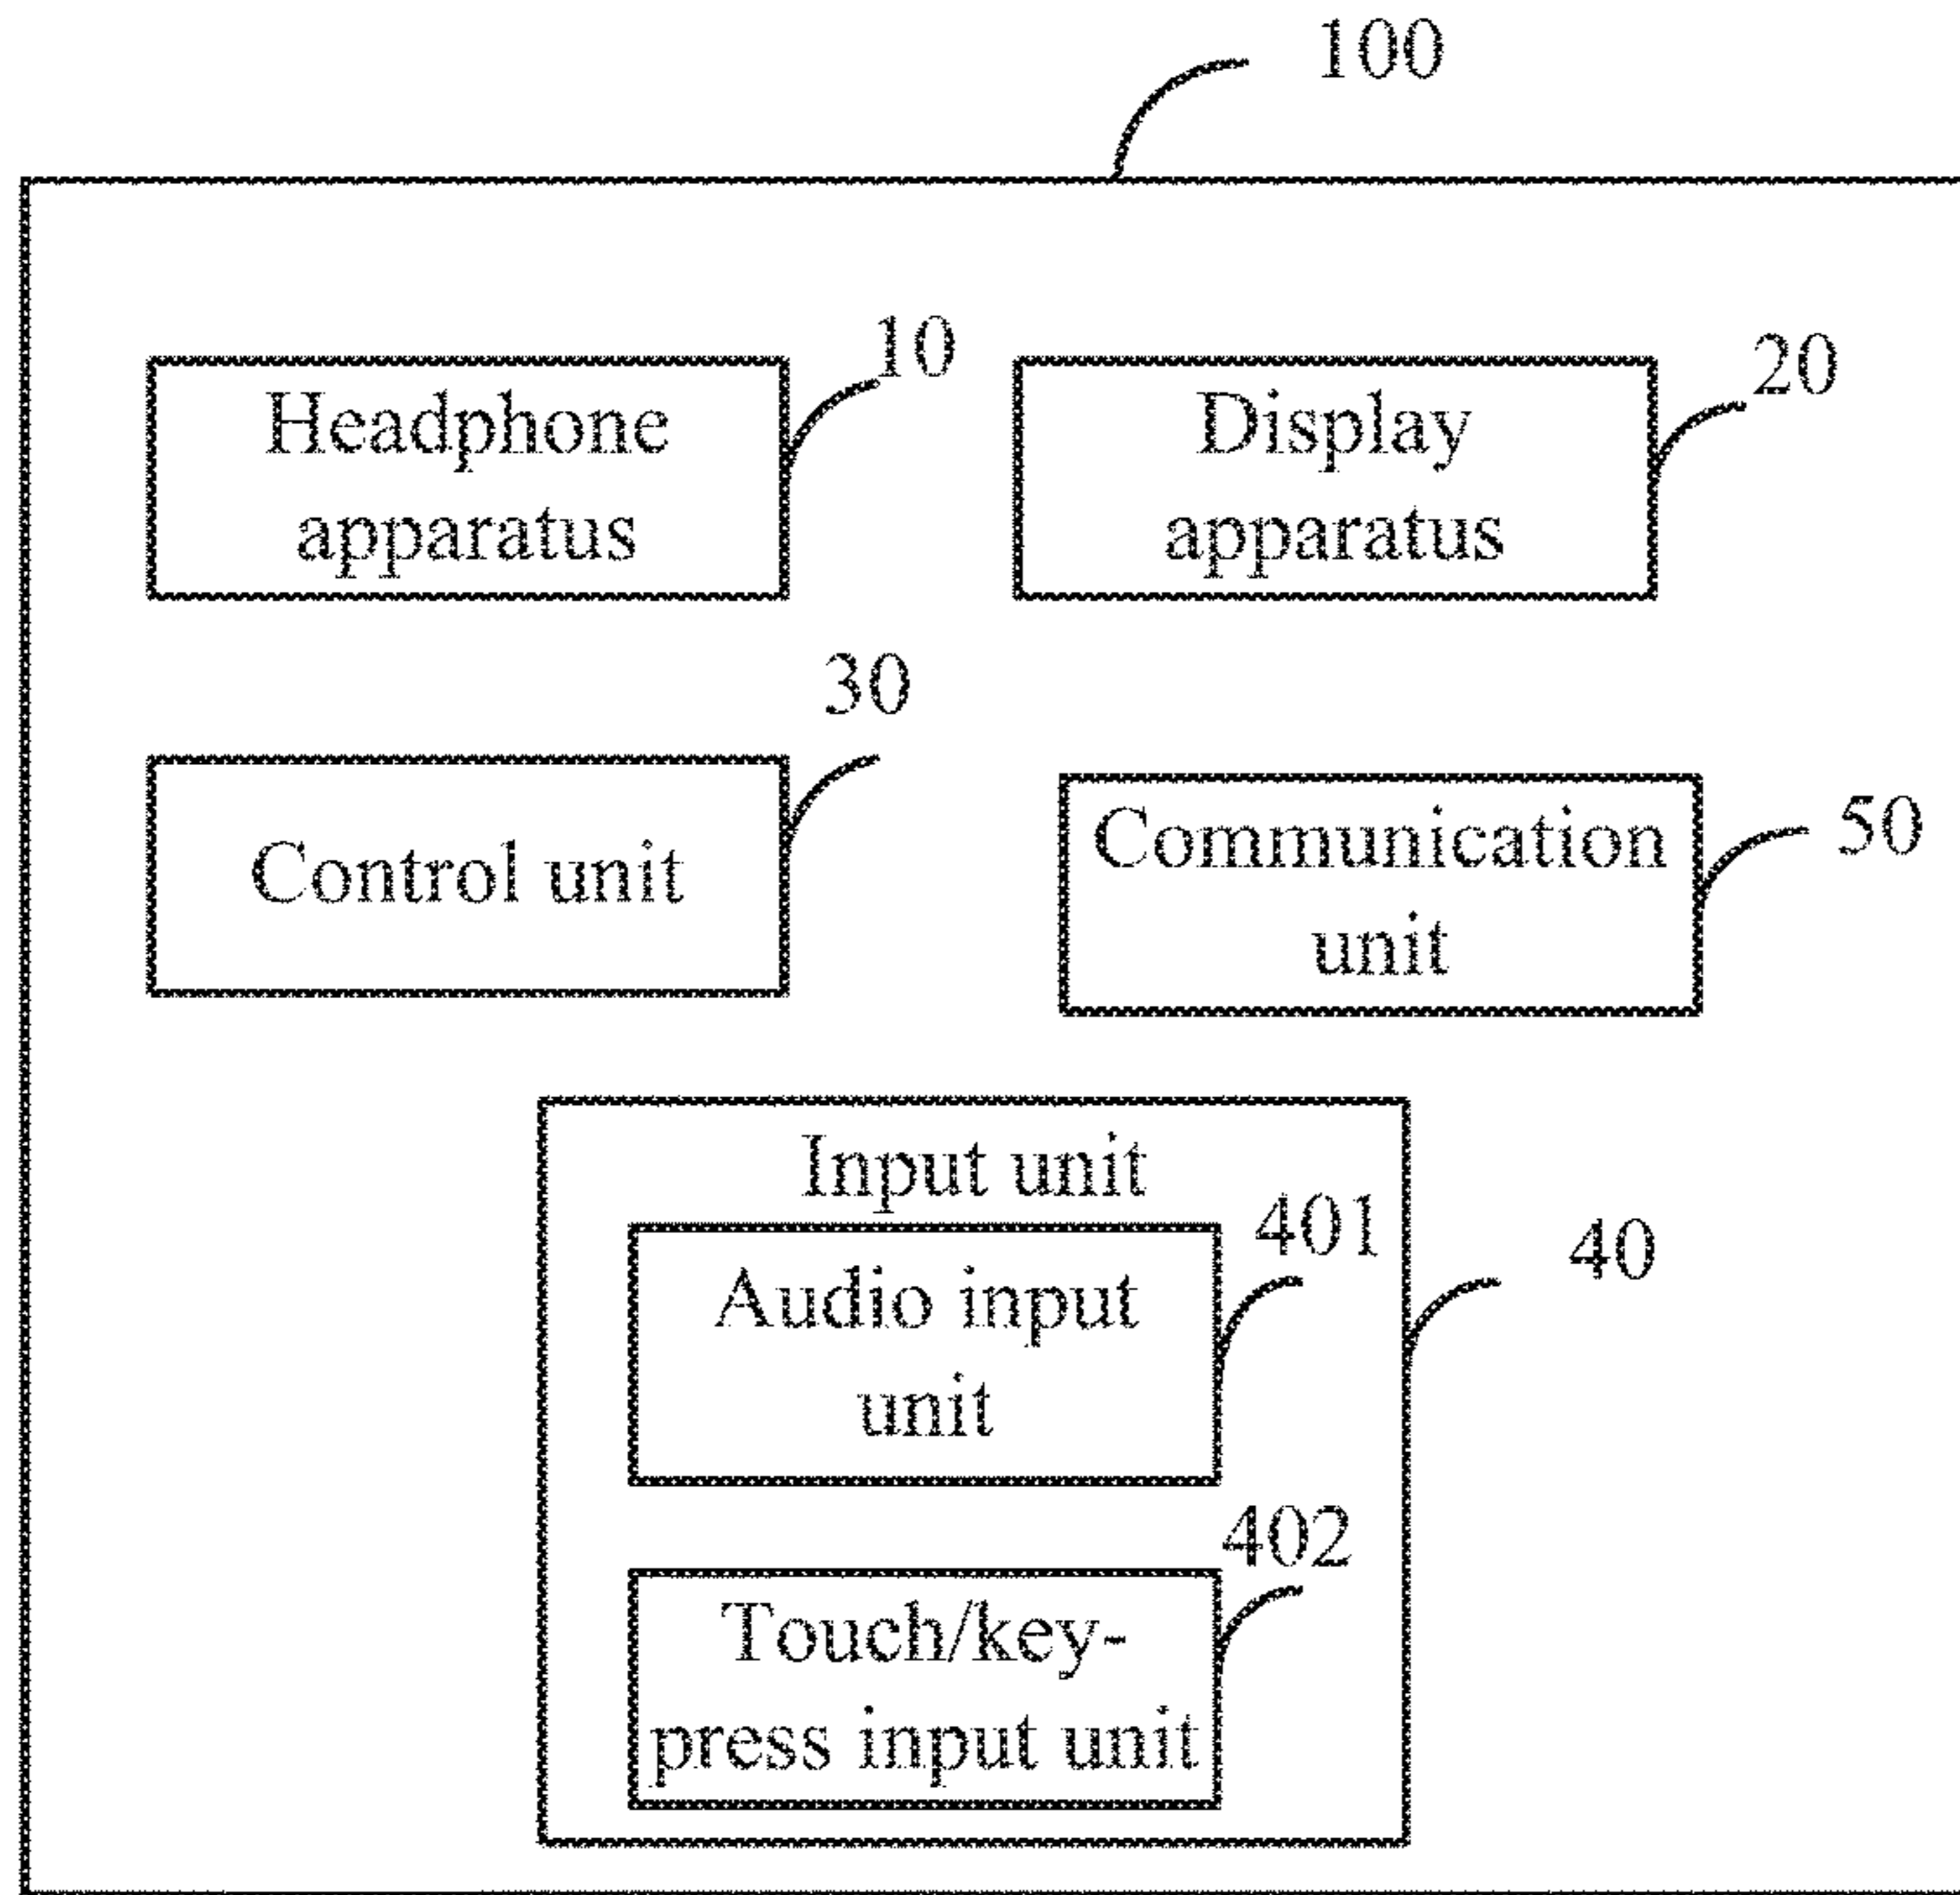 100
10
Headphone
apparatus
20
Display
apparatus
30
Control unit
50
Communication
unit
Input unit
401
Audio input
unit
40
402
Touch/key-
press input unit